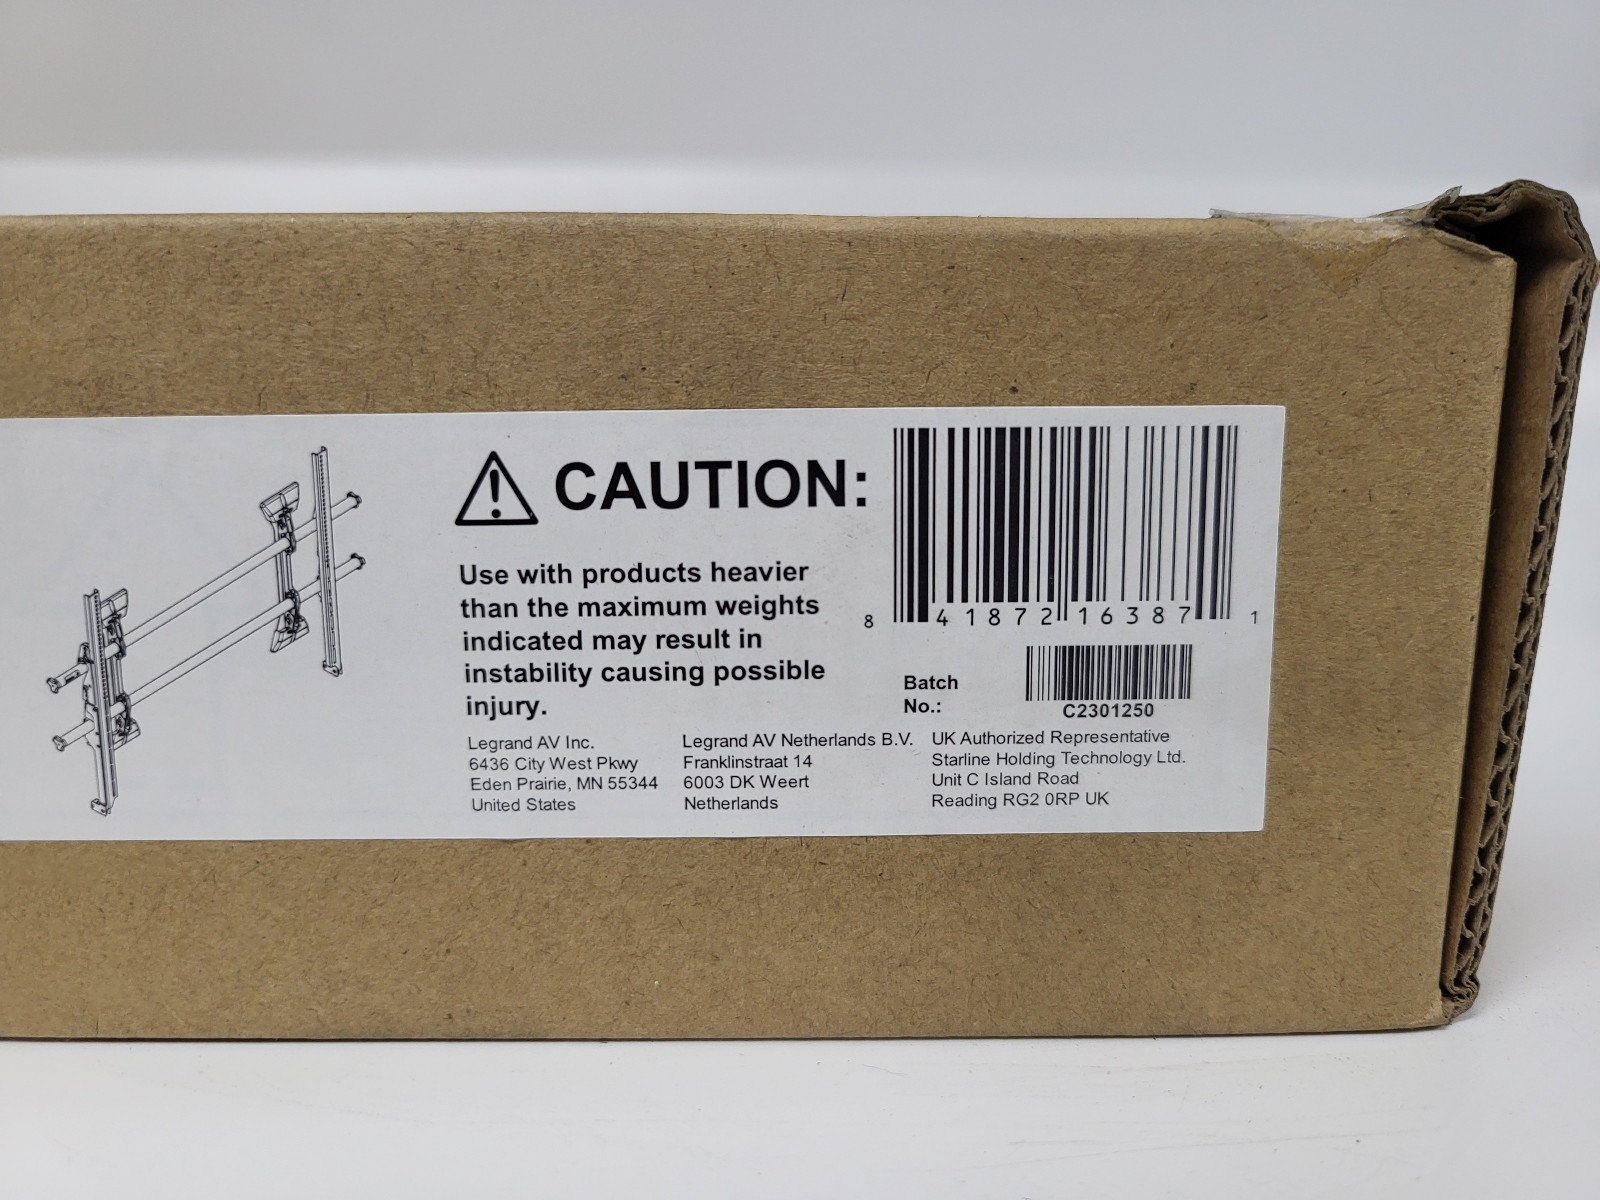 CAUTION:
Use with products heavier
than the maximum weights
indicated may result in
instability causing possible
injury.
8 41872 16387 1
Batch
No.:
C2301250
Legrand AV Inc.
6436 City West Pkwy
Eden Prairie, MN 55344
United States
Legrand AV Netherlands B.V.
Franklinstraat 14
6003 DK Weert
Netherlands
UK Authorized Representative
Starline Holding Technology Ltd.
Unit C Island Road
Reading RG2 0RP UK